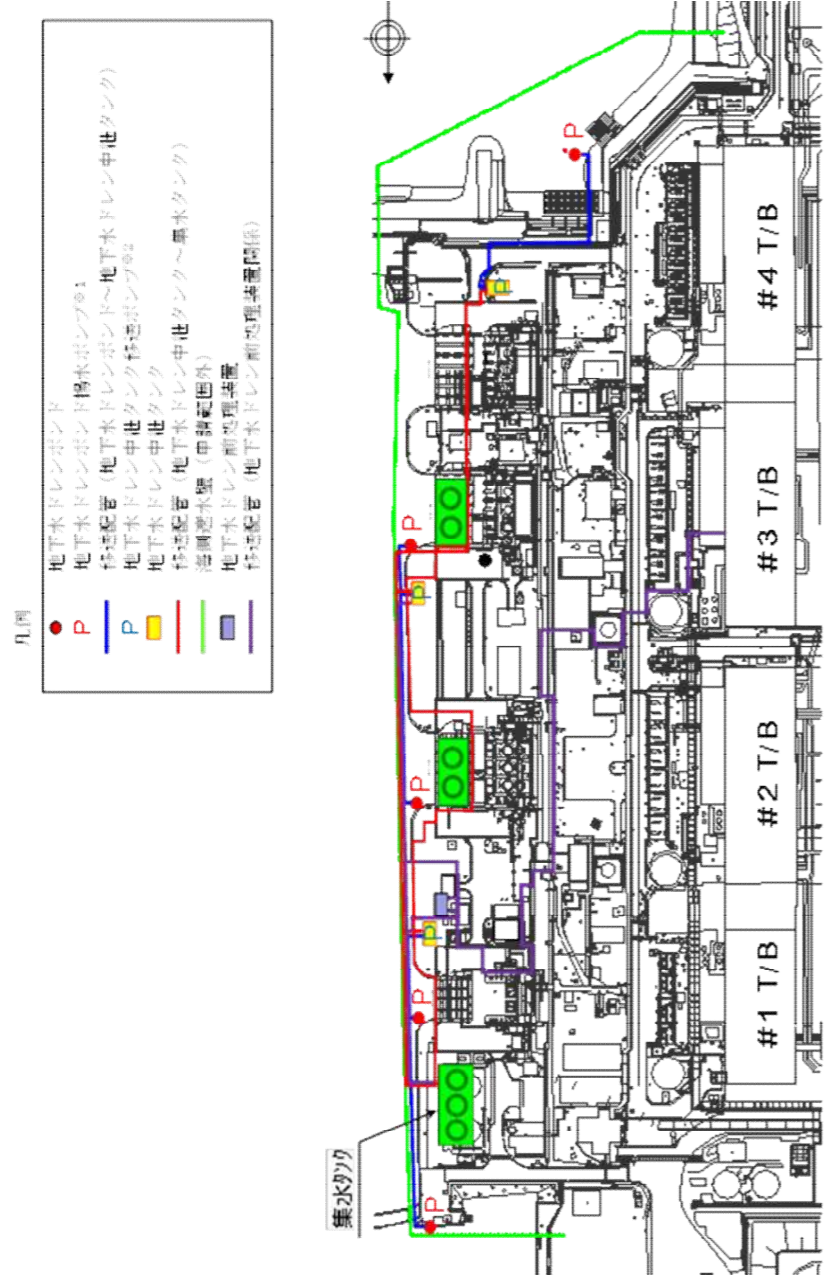 凡例
地下水ドレンポンド
P 地下水ドレンポンド揚水ポンプ※1
移送配管（地下水ドレンポンド～地下水ドレン中継タンク）
P 地下水ドレン中継タンク移送ポンプ※2
地下水ドレン中継タンク
移送配管（地下水ドレン中継タンク～集水タンク）
海側遮水壁（申請範囲外）
地下水ドレン前処理装置
移送配管（地下水ドレン前処理装置関係）
P
P
P
P
P
P
P
P
集水タンク
#1 T/B
#2 T/B
#3 T/B
#4 T/B